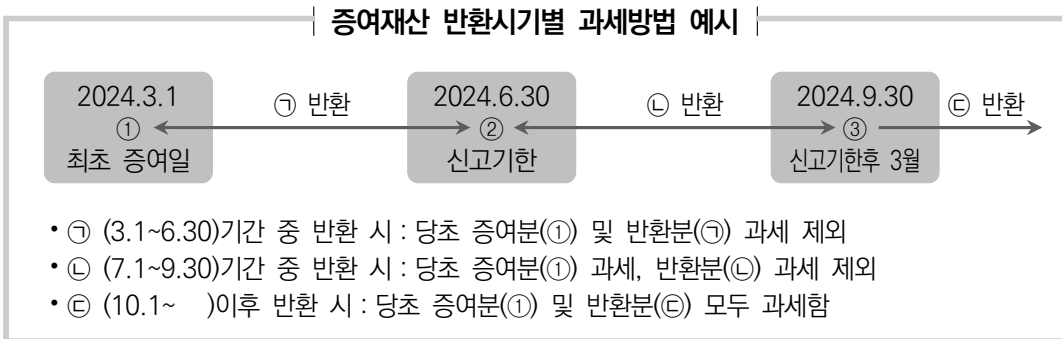 증여재산 반환시기별 과세방법 예시
2024.3.1 ㉠ 반환 2024.6.30 ㉡ 반환 2024.9.30 ㉢ 반환
① ② ③
최초 증여일 신고기한 신고기한후 3월
• ㉠ (3.1~6.30)기간 중 반환 시 : 당초 증여분(①) 및 반환분(㉠) 과세 제외
• ㉡ (7.1~9.30)기간 중 반환 시 : 당초 증여분(①) 과세, 반환분(㉡) 과세 제외
• ㉢ (10.1~ )이후 반환 시 : 당초 증여분(①) 및 반환분(㉢) 모두 과세함